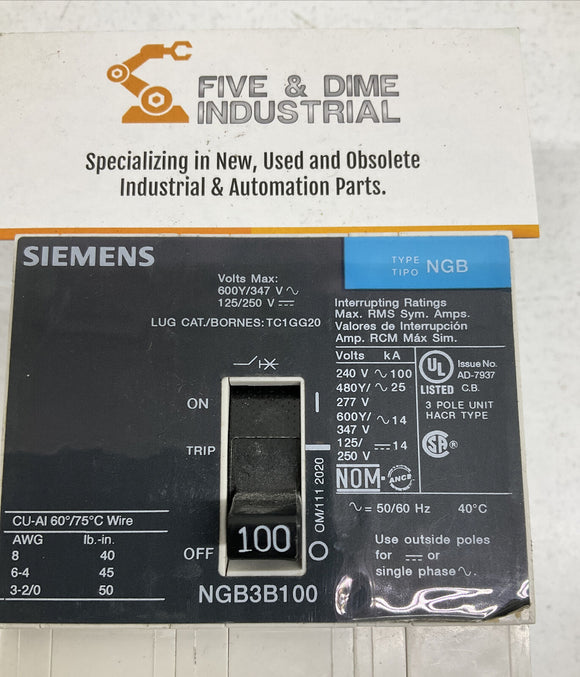 FIVE & DIME
INDUSTRIAL
Specializing in New, Used and Obsolete
Industrial & Automation Parts.
SIEMENS
TYPE
TIPO NGB
Volts Max:
600Y/347 V ∿
125/250 V ⎓
LUG CAT./BORNES: TC1GG20
Interrupting Ratings
Max. RMS Sym. Amps.
Valores de Interrupción
Amp. RCM Máx Sim.
Volts kA
240 V ∿ 100
480Y/ ∿ 25
277 V
600Y/ ∿ 14
347 V
125/ ⎓ 14
250 V
UL
LISTED
Issue No.
AD-7937
C.B.
3 POLE UNIT
HACR TYPE
SA®
NOM-ANCE
∿ = 50/60 Hz 40°C
Use outside poles
for ⎓ or
single phase ∿.
ON
TRIP
OFF
100
OM/111 2020
NGB3B100
CU-Al 60°/75°C Wire
AWG lb.-in.
8 40
6-4 45
3-2/0 50